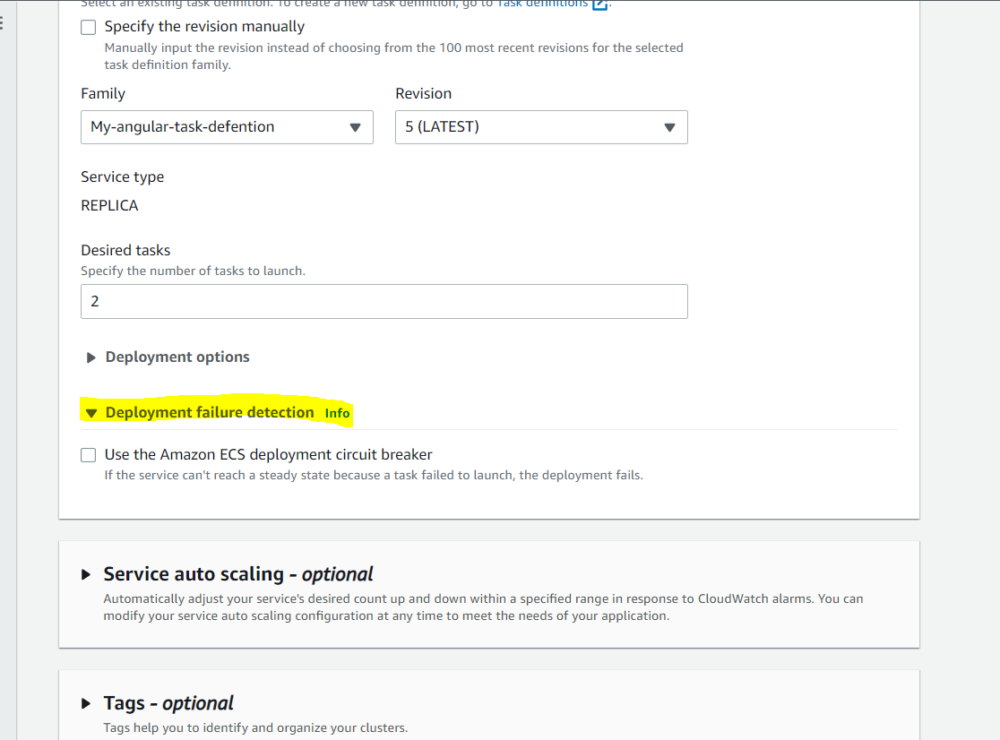 Select an existing task definition. To create a new task definition, go to Task definitions.
Specify the revision manually
Manually input the revision instead of choosing from the 100 most recent revisions for the selected
task definition family.
Family
Revision
My-angular-task-defention
5 (LATEST)
Service type
REPLICA
Desired tasks
Specify the number of tasks to launch.
2
Deployment options
Deployment failure detection Info
Use the Amazon ECS deployment circuit breaker
If the service can't reach a steady state because a task failed to launch, the deployment fails.
Service auto scaling - optional
Automatically adjust your service's desired count up and down within a specified range in response to CloudWatch alarms. You can
modify your service auto scaling configuration at any time to meet the needs of your application.
Tags - optional
Tags help you to identify and organize your clusters.